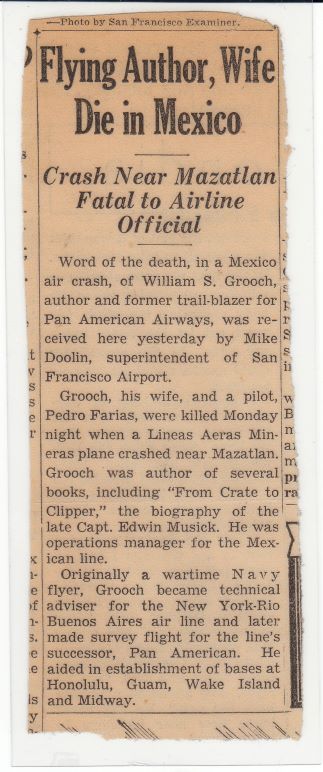 —Photo by San Francisco Examiner.
Flying Author, Wife
Die in Mexico
Crash Near Mazatlan
Fatal to Airline
Official
Word of the death, in a Mexico
air crash, of William S. Grooch,
author and former trail-blazer for
Pan American Airways, was re-
ceived here yesterday by Mike
Doolin, superintendent of San
Francisco Airport.
Grooch, his wife, and a pilot,
Pedro Farias, were killed Monday
night when a Lineas Aeras Min-
eras plane crashed near Mazatlan.
Grooch was author of several
books, including "From Crate to
Clipper," the biography of the
late Capt. Edwin Musick. He was
operations manager for the Mex-
ican line.
Originally a wartime Navy
flyer, Grooch became technical
adviser for the New York-Rio
Buenos Aires air line and later
made survey flight for the line's
successor, Pan American. He
aided in establishment of bases at
Honolulu, Guam, Wake Island
and Midway.